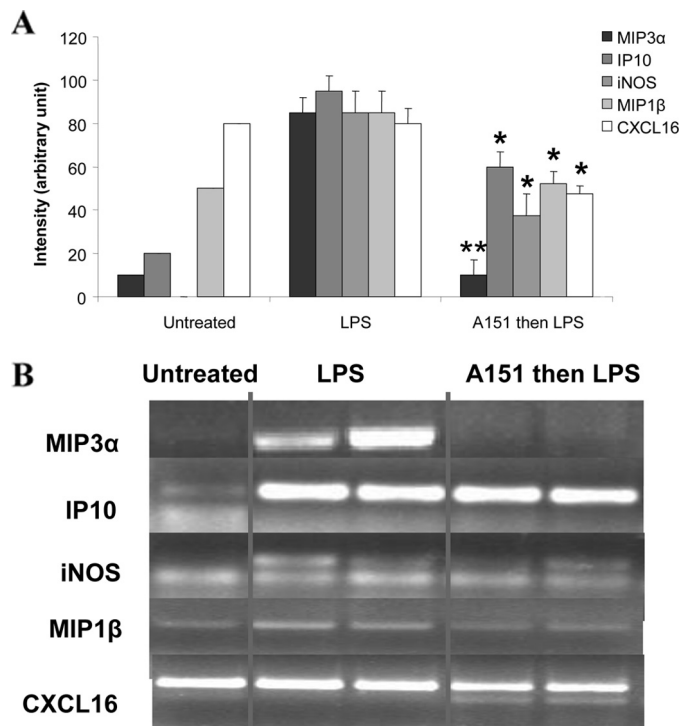 A
Intensity (arbitrary unit)
120
100
80
60
40
20
0
MIP3α
IP10
iNOS
MIP1β
CXCL16
**
*
*
*
*
Untreated
LPS
A151 then LPS
B
Untreated
LPS
A151 then LPS
MIP3α
IP10
iNOS
MIP1β
CXCL16